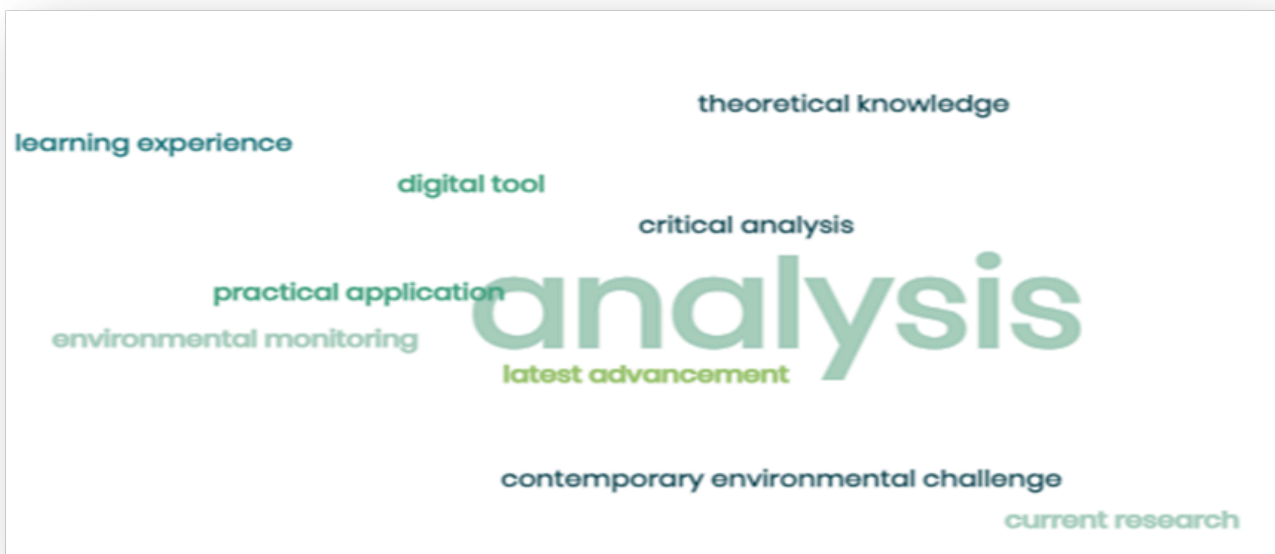 theoretical knowledge
learning experience
digital tool
critical analysis
analysis
practical application
environmental monitoring
latest advancement
contemporary environmental challenge
current research